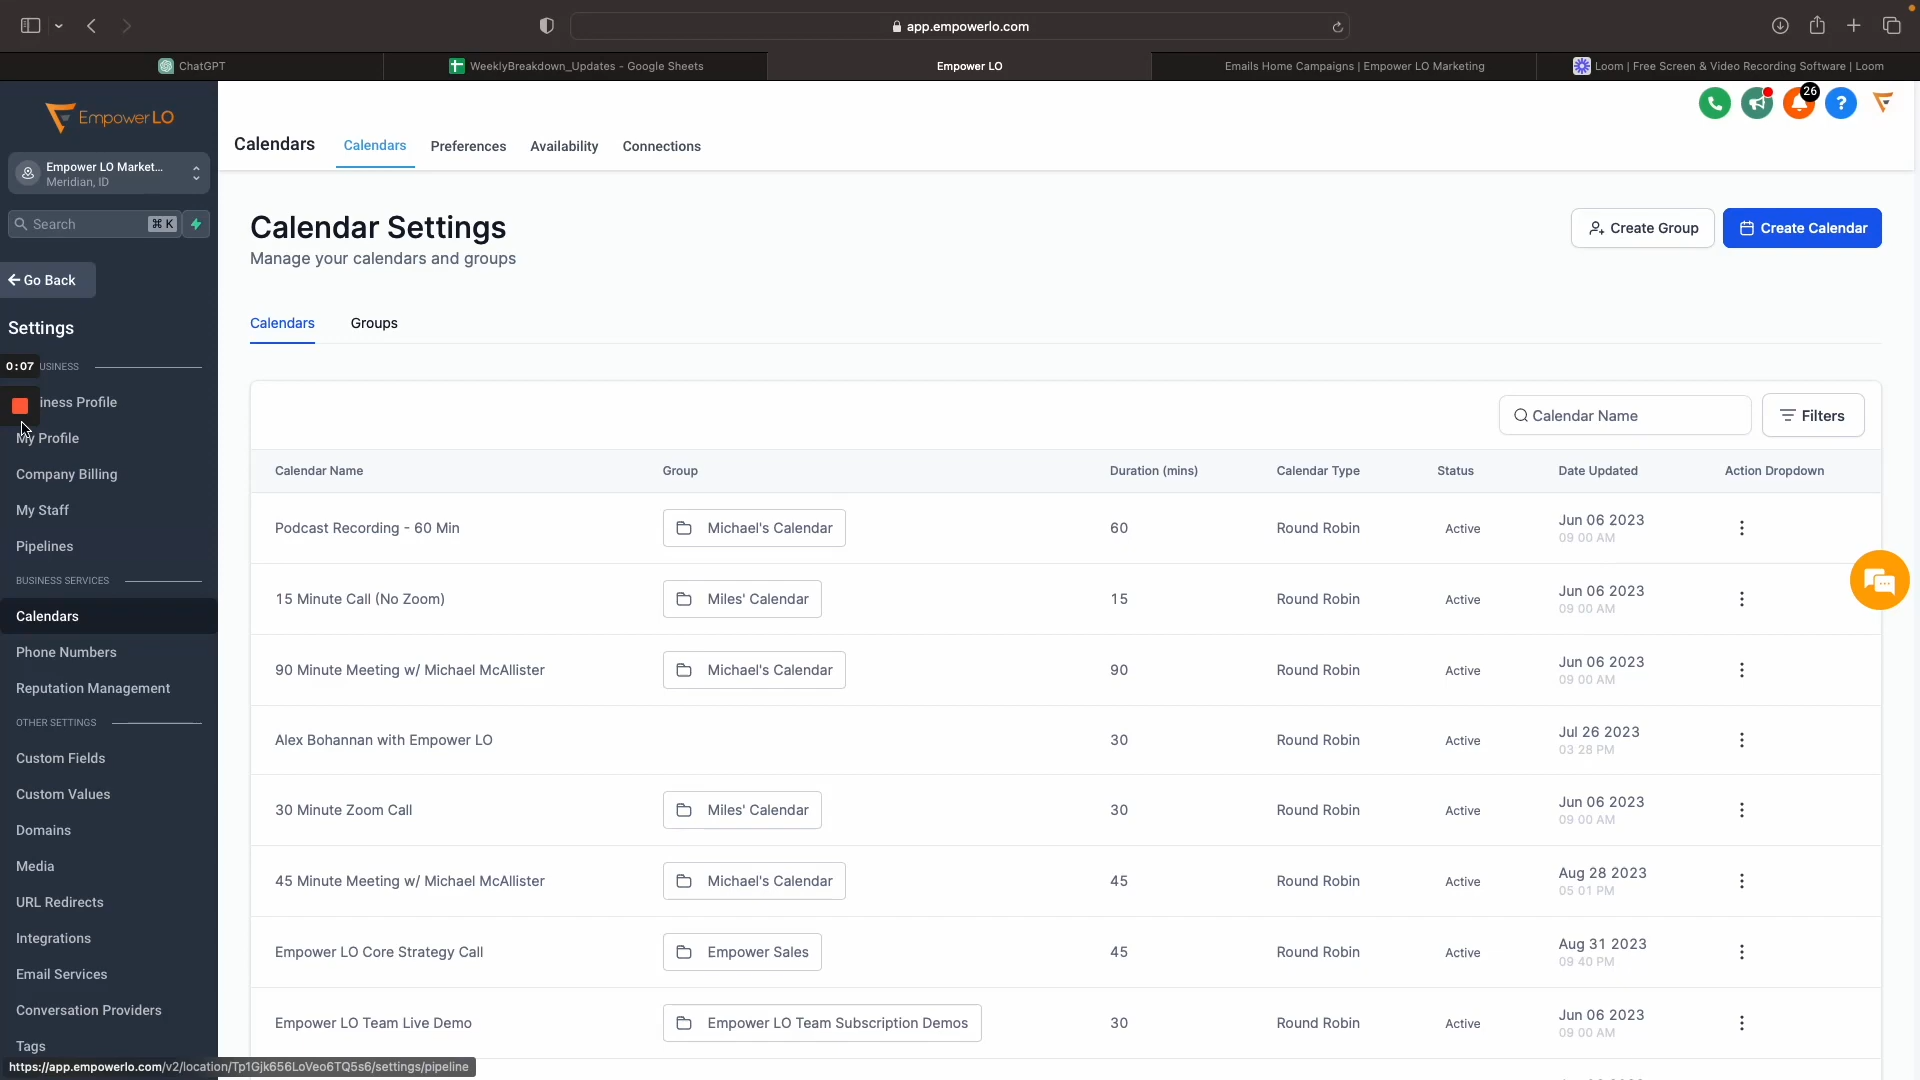 app.empowerlo.com
ChatGPT
WeeklyBreakdown_Updates - Google Sheets
Empower LO
Emails Home Campaigns | Empower LO Marketing
Loom | Free Screen & Video Recording Software | Loom
EmpowerLO
Empower LO Market...
Meridian, ID
Search
⌘ K
Go Back
Settings
0:07
USINESS
iness Profile
My Profile
Company Billing
My Staff
Pipelines
BUSINESS SERVICES
Calendars
Phone Numbers
Reputation Management
OTHER SETTINGS
Custom Fields
Custom Values
Domains
Media
URL Redirects
Integrations
Email Services
Conversation Providers
Tags
https://app.empowerlo.com/v2/location/Tp1Gjk656LoVeo6TQ5s6/settings/pipeline
26
?
Calendars
Calendars
Preferences
Availability
Connections
Calendar Settings
Manage your calendars and groups
Create Group
Create Calendar
Calendars
Groups
Calendar Name
Filters
Calendar Name Group Duration (mins) Calendar Type Status Date Updated Action Dropdown
Podcast Recording - 60 Min Michael's Calendar 60 Round Robin Active Jun 06 2023
09 00 AM
15 Minute Call (No Zoom) Miles' Calendar 15 Round Robin Active Jun 06 2023
09 00 AM
90 Minute Meeting w/ Michael McAllister Michael's Calendar 90 Round Robin Active Jun 06 2023
09 00 AM
Alex Bohannan with Empower LO 30 Round Robin Active Jul 26 2023
03 28 PM
30 Minute Zoom Call Miles' Calendar 30 Round Robin Active Jun 06 2023
09 00 AM
45 Minute Meeting w/ Michael McAllister Michael's Calendar 45 Round Robin Active Aug 28 2023
05 01 PM
Empower LO Core Strategy Call Empower Sales 45 Round Robin Active Aug 31 2023
09 40 PM
Empower LO Team Live Demo Empower LO Team Subscription Demos 30 Round Robin Active Jun 06 2023
09 00 AM